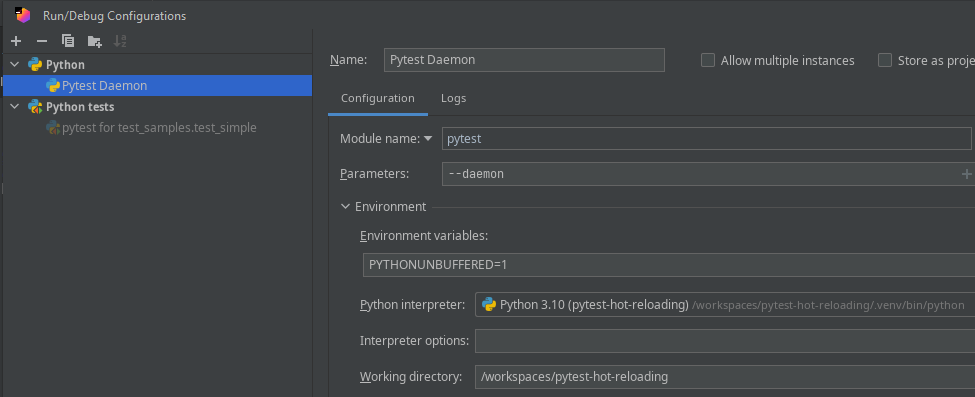 Run/Debug Configurations
Python
Pytest Daemon
Python tests
pytest for test_samples.test_simple
Name: Pytest Daemon Allow multiple instances Store as proje
Configuration Logs
Module name: pytest
Parameters: --daemon
Environment
Environment variables:
PYTHONUNBUFFERED=1
Python interpreter: Python 3.10 (pytest-hot-reloading) /workspaces/pytest-hot-reloading/.venv/bin/python
Interpreter options:
Working directory: /workspaces/pytest-hot-reloading